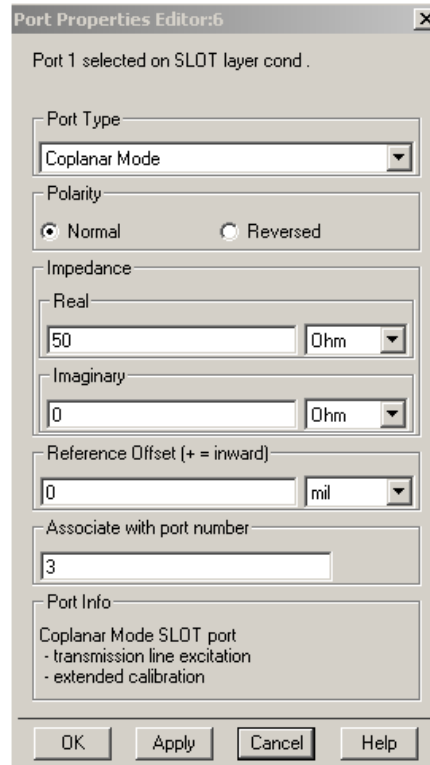 Port Properties Editor:6
Port 1 selected on SLOT layer cond .
Port Type
Coplanar Mode
Polarity
Normal Reversed
Impedance
Real
50 Ohm
Imaginary
0 Ohm
Reference Offset (+ = inward)
0 mil
Associate with port number
3
Port Info
Coplanar Mode SLOT port
- transmission line excitation
- extended calibration
OK Apply Cancel Help